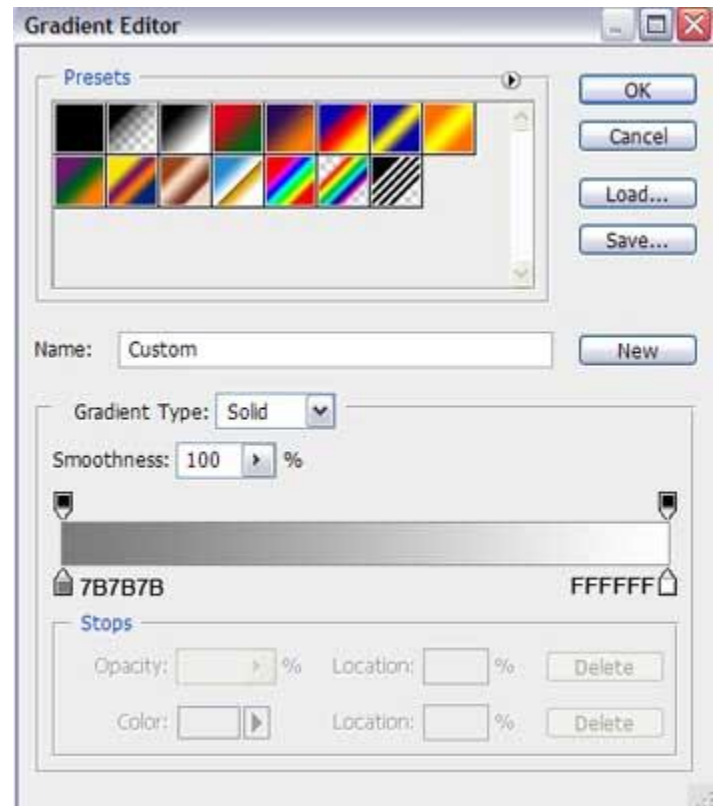 Gradient Editor
Presets
OK
Cancel
Load...
Save...
Name: Custom
New
Gradient Type: Solid
Smoothness: 100 %
7B7B7B FFFFFF
Stops
Opacity: % Location: % Delete
Color: Location: % Delete